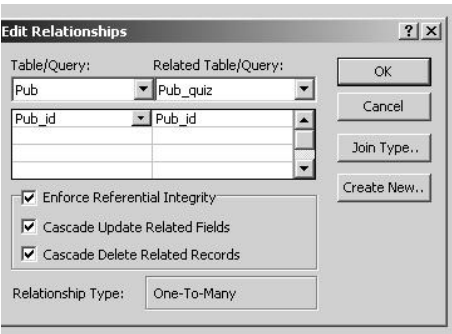 Edit Relationships
Table/Query: Related Table/Query:
Pub Pub_quiz
Pub_id Pub_id
Enforce Referential Integrity
Cascade Update Related Fields
Cascade Delete Related Records
Relationship Type: One-To-Many
OK
Cancel
Join Type..
Create New..